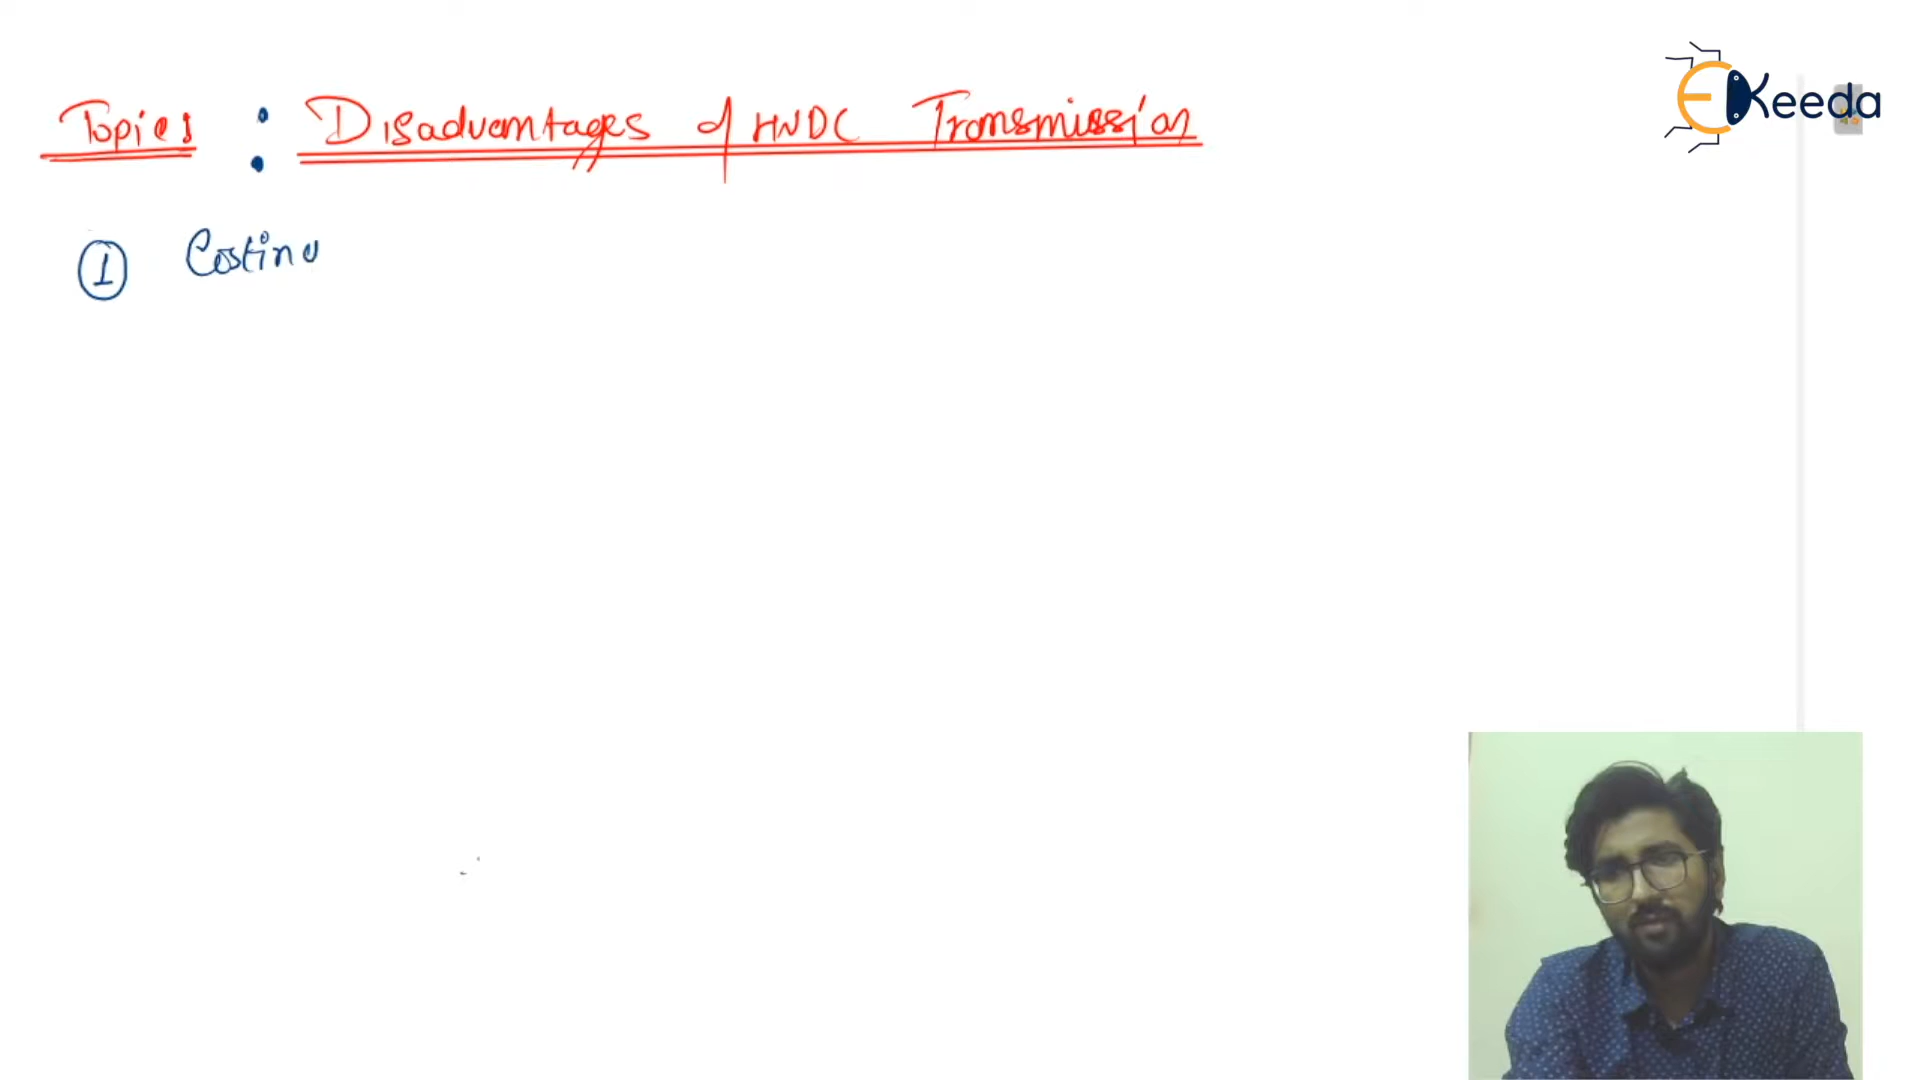 EKeeda
Topics : Disadvantages of HVDC Transmission
① Costing